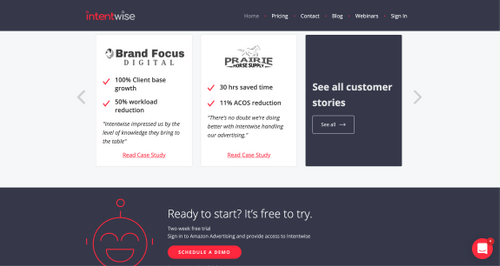 intentwise
Home
Pricing
Contact
Blog
Webinars
Sign in
Brand Focus
DIGITAL
100% Client base
growth
50% workload
reduction
"Intentwise impressed us by the
level of knowledge they bring to
the table"
Read Case Study
PRAIRIE
HORSE SUPPLY
30 hrs saved time
11% ACOS reduction
"There's no doubt we're doing
better with Intentwise handling
our advertising."
Read Case Study
See all customer
stories
See all
Ready to start? It's free to try.
Two week free trial
Sign in to Amazon Advertising and provide access to Intentwise
SCHEDULE A DEMO